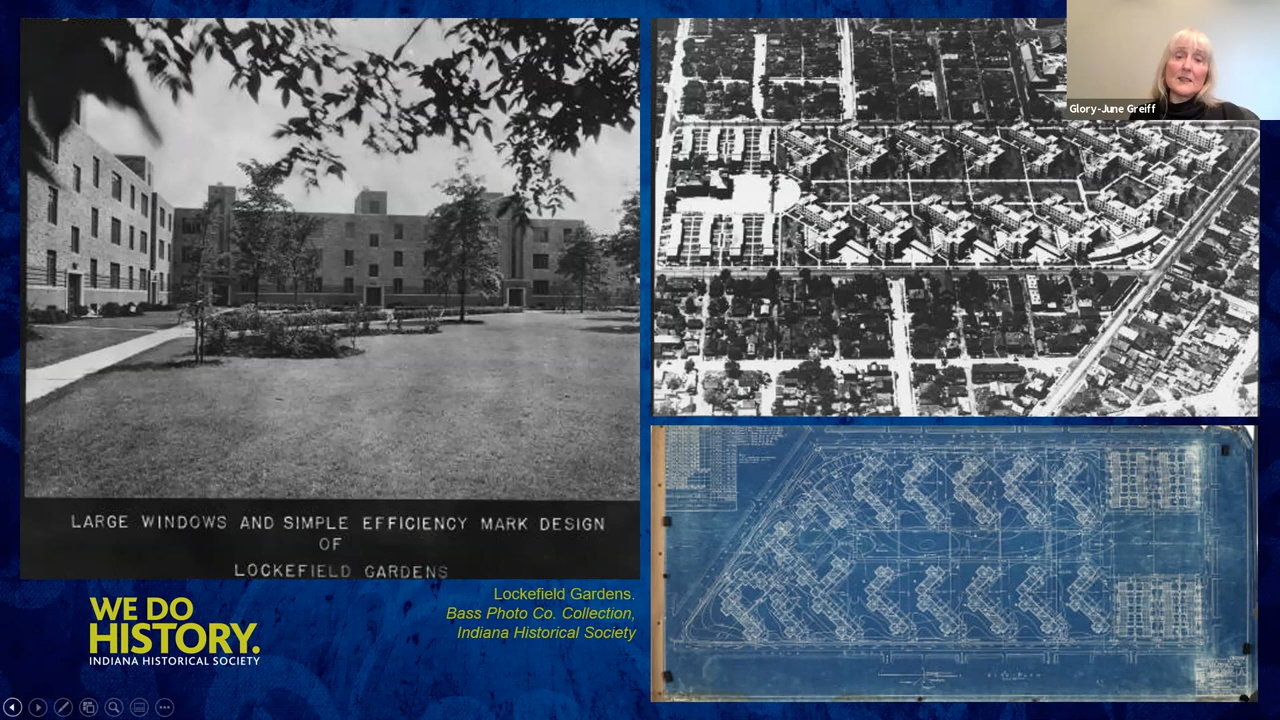 Glory-June Greiff
LARGE WINDOWS AND SIMPLE EFFICIENCY MARK DESIGN
OF
LOCKEFIELD GARDENS
Lockefield Gardens.
Bass Photo Co. Collection,
Indiana Historical Society
WE DO
HISTORY.
INDIANA HISTORICAL SOCIETY